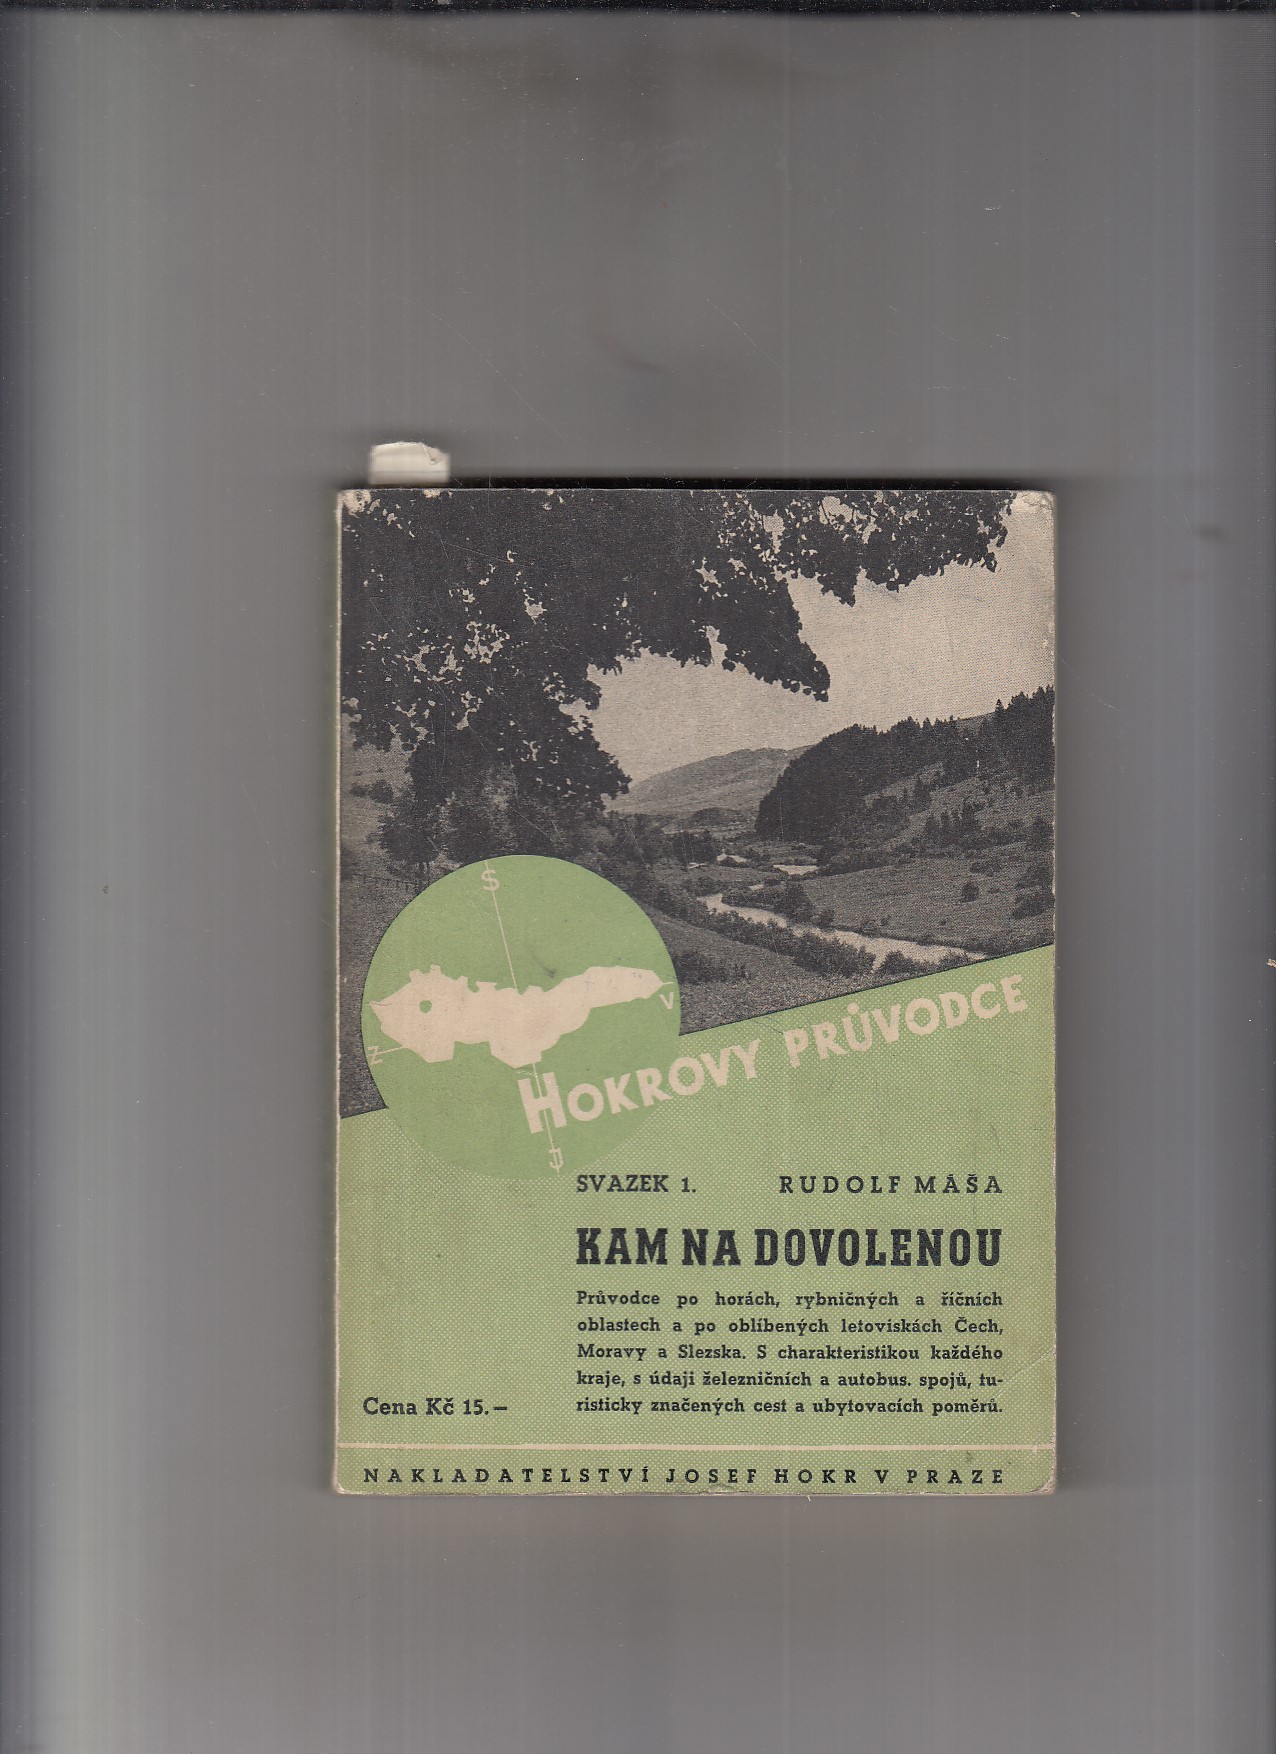 S
V
Z
J
HOKROVY PRŮVODCE
SVAZEK 1. RUDOLF MÁŠA
KAM NA DOVOLENOU
Průvodce po horách, rybničných a říčních
oblastech a po oblíbených letoviskách Čech,
Moravy a Slezska. S charakteristikou každého
kraje, s údaji železničních a autobus. spojů, tu-
risticky značených cest a ubytovacích poměrů.
Cena Kč 15.–
NAKLADATELSTVÍ JOSEF HOKR V PRAZE